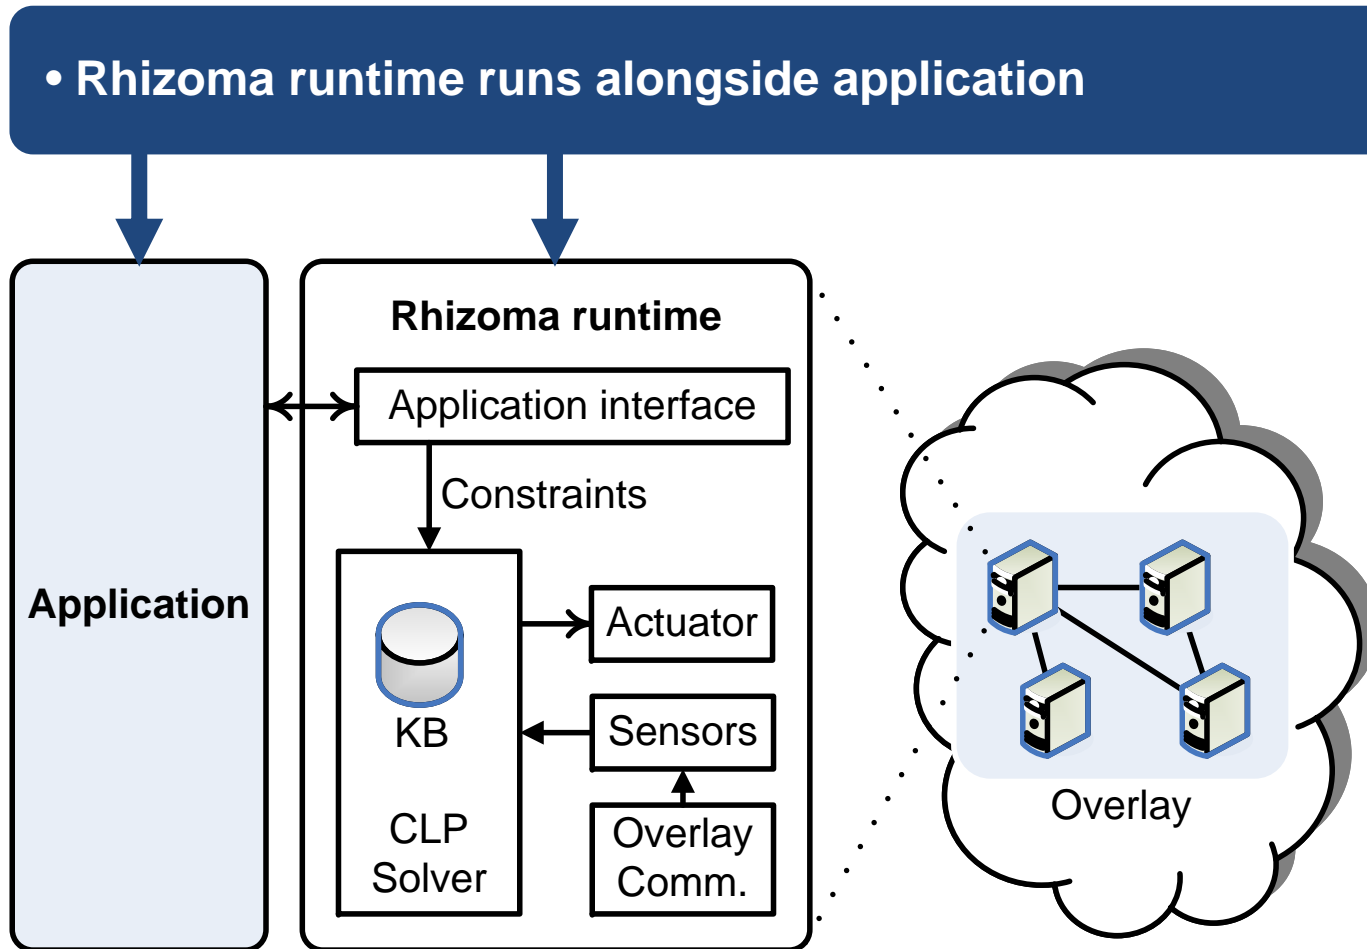 • Rhizoma runtime runs alongside application
Rhizoma runtime
Application interface
Constraints
Application
Actuator
KB
Sensors
CLP
Solver
Overlay
Comm.
Overlay